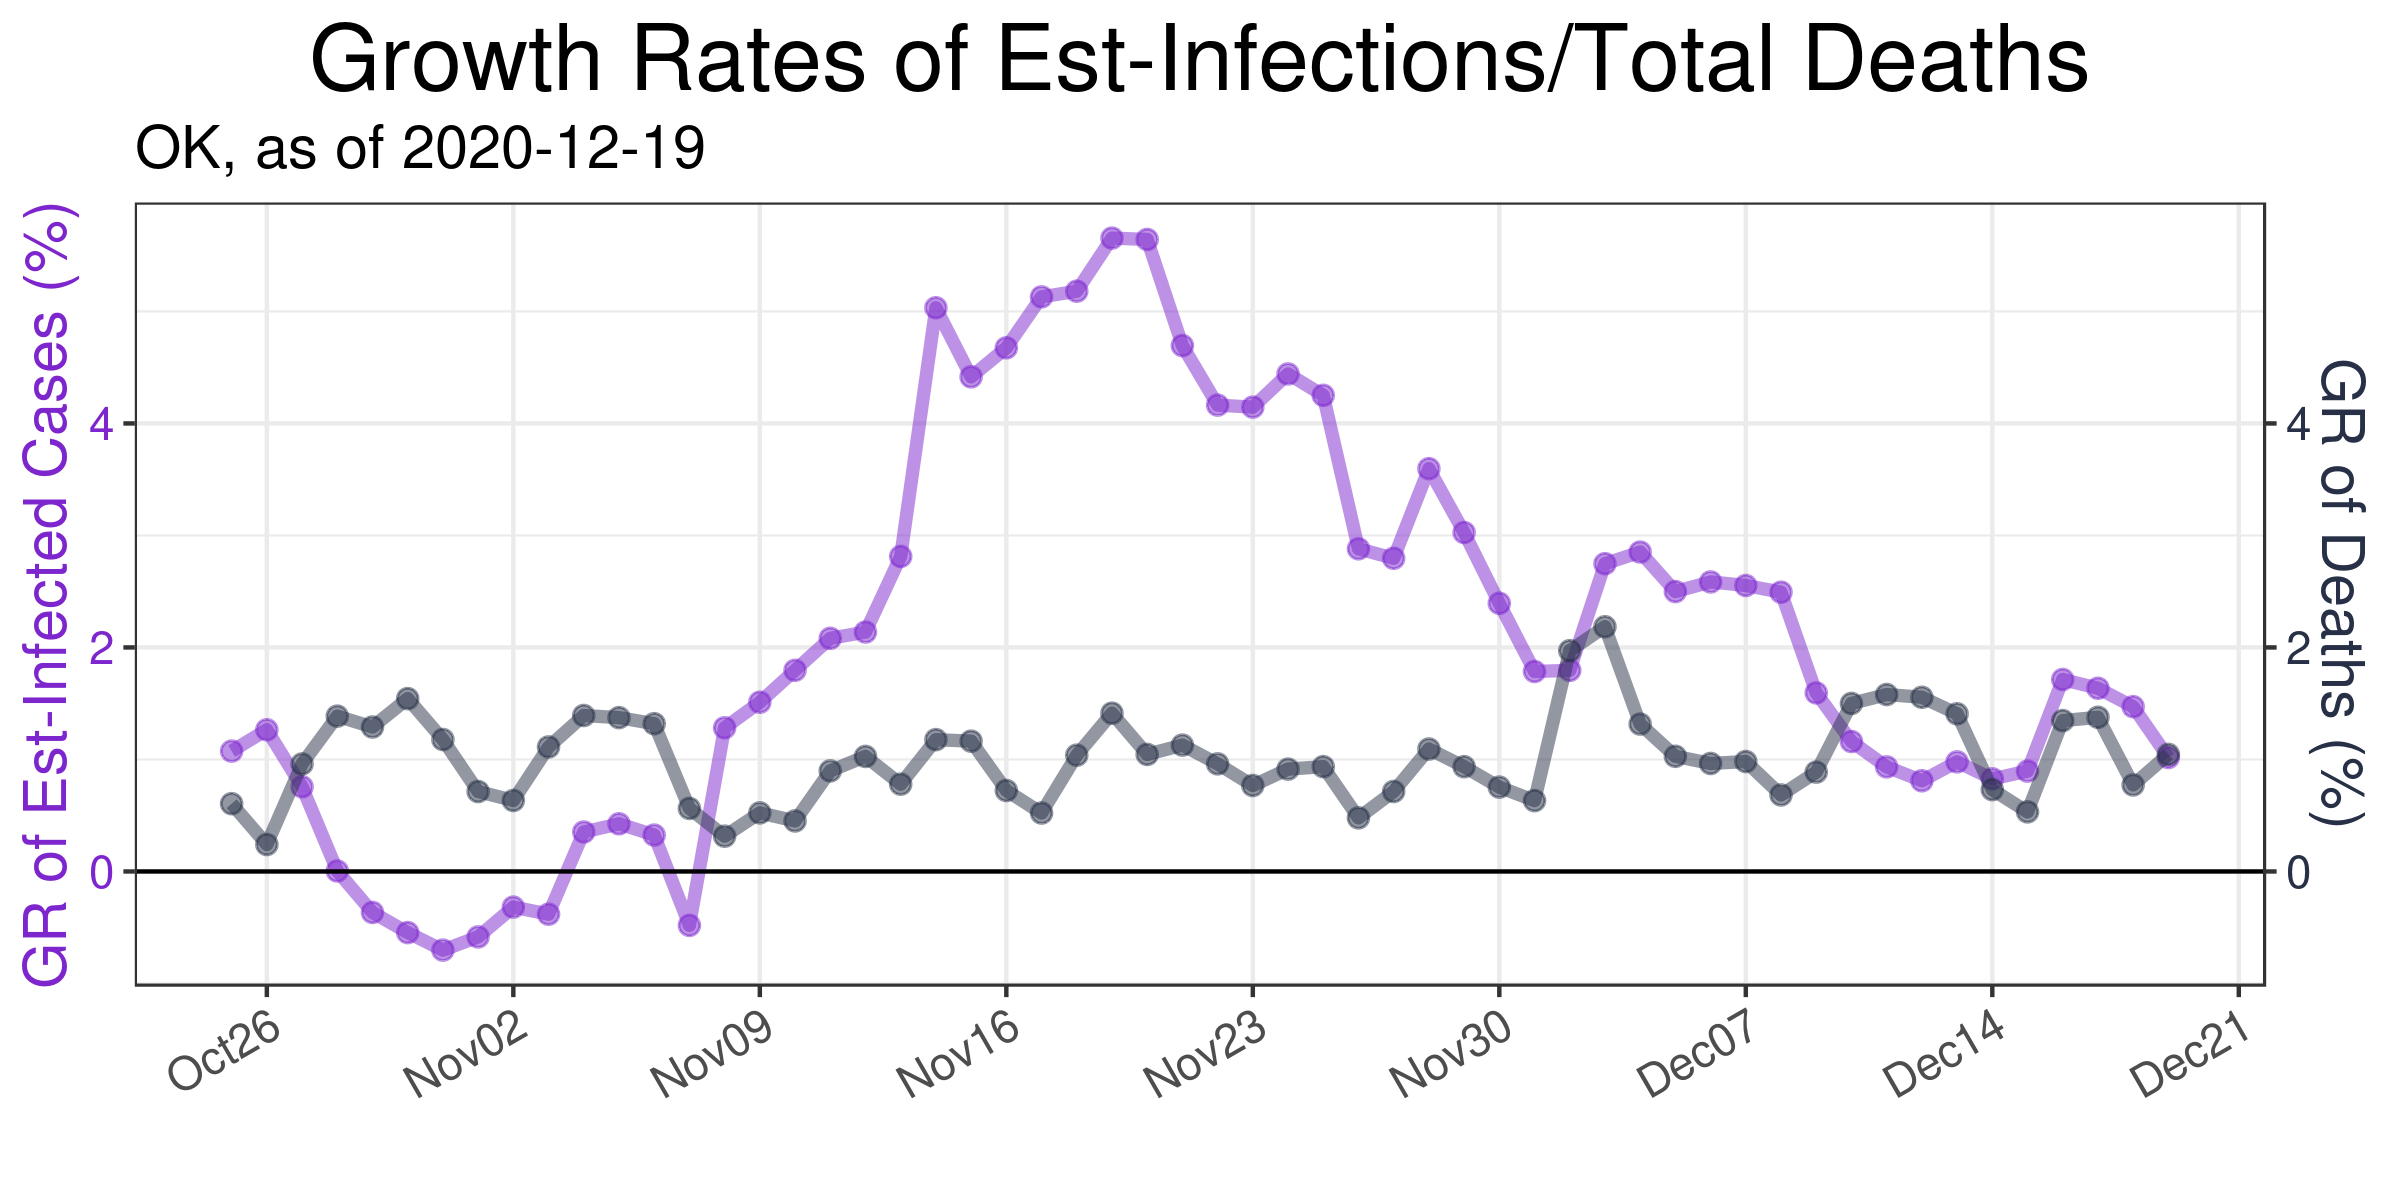 Growth Rates of Est-Infections/Total Deaths
OK, as of 2020-12-19
GR of Est-Infected Cases (%)
4
2
0
4
2
0
GR of Deaths (%)
Oct26
Nov02
Nov09
Nov16
Nov23
Nov30
Dec07
Dec14
Dec21